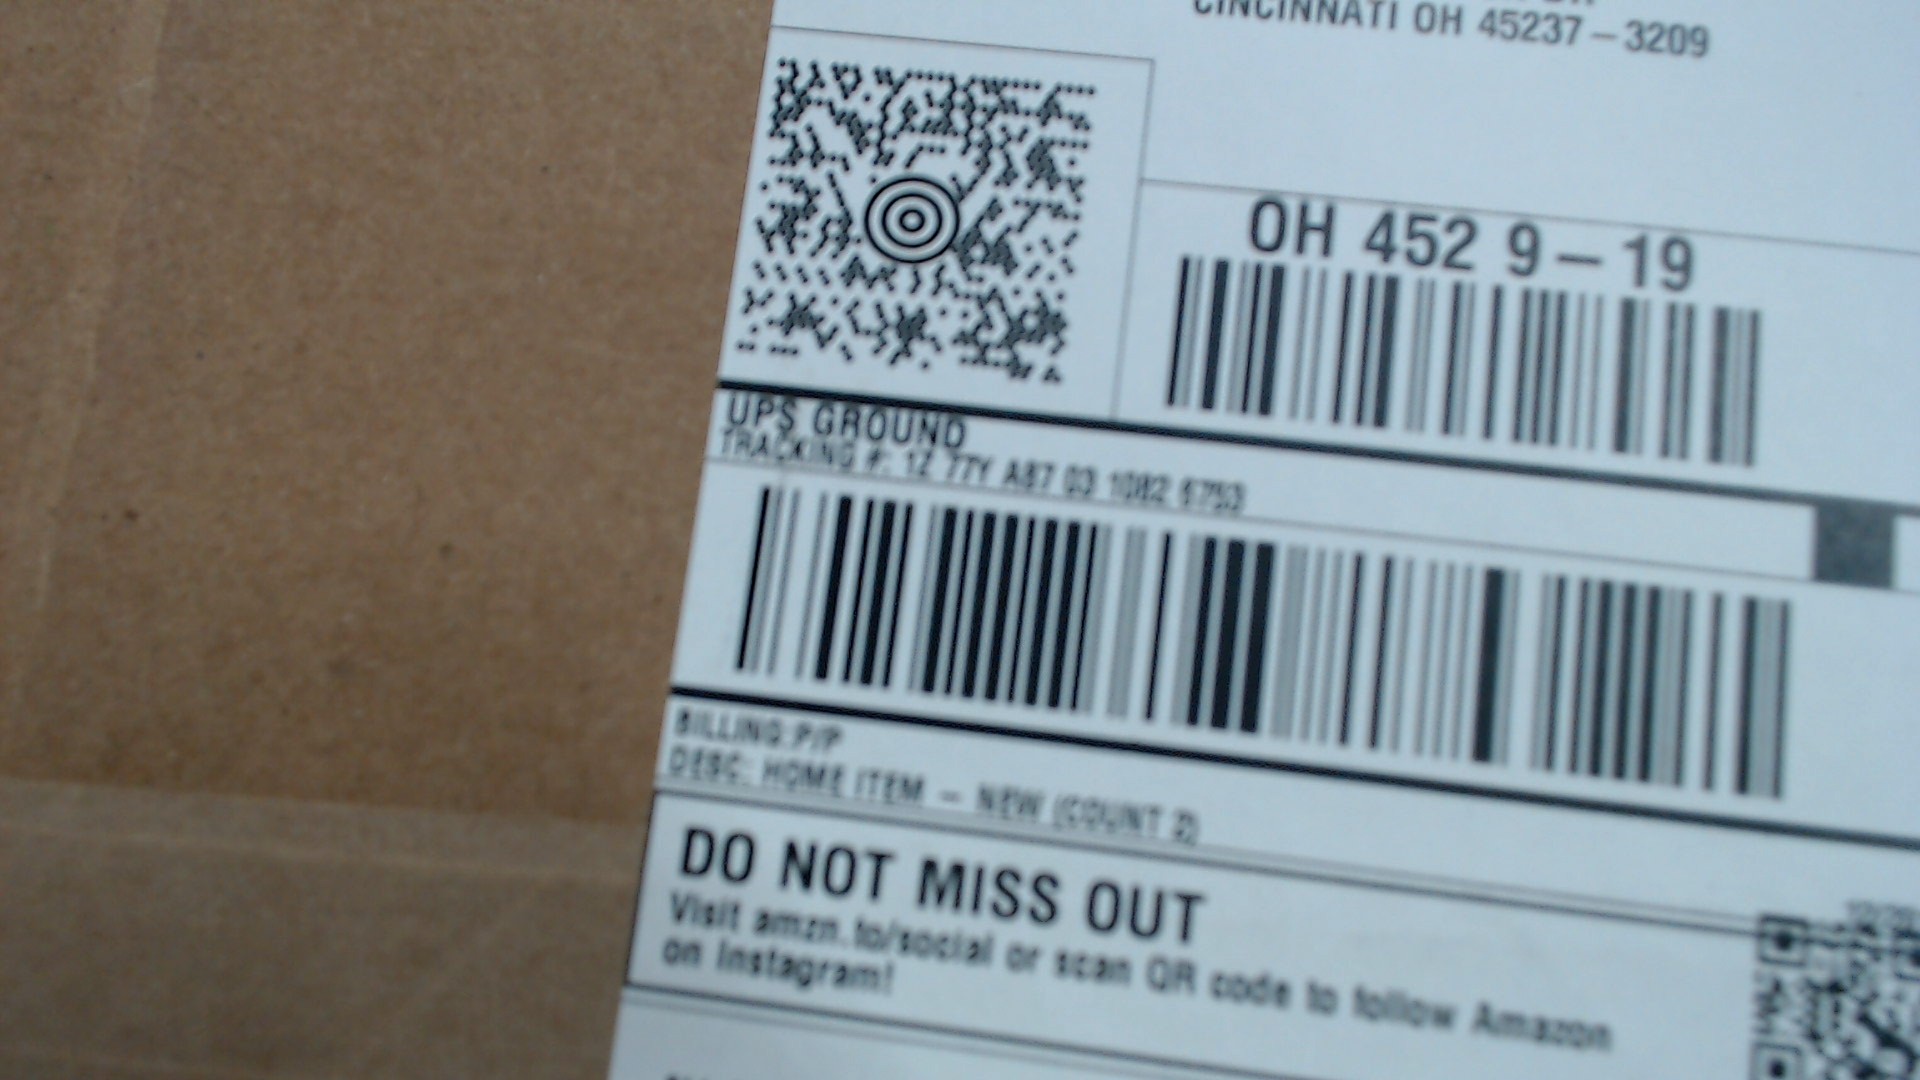 CINCINNATI OH 45237-3209
OH 452 9-19
UPS GROUND
TRACKING #: 1Z 77Y A87 03 1082 6753
BILLING: P/P
DESC: HOME ITEM - NEW (COUNT 2)
DO NOT MISS OUT
Visit amzn.to/social or scan QR code to follow Amazon
on Instagram!